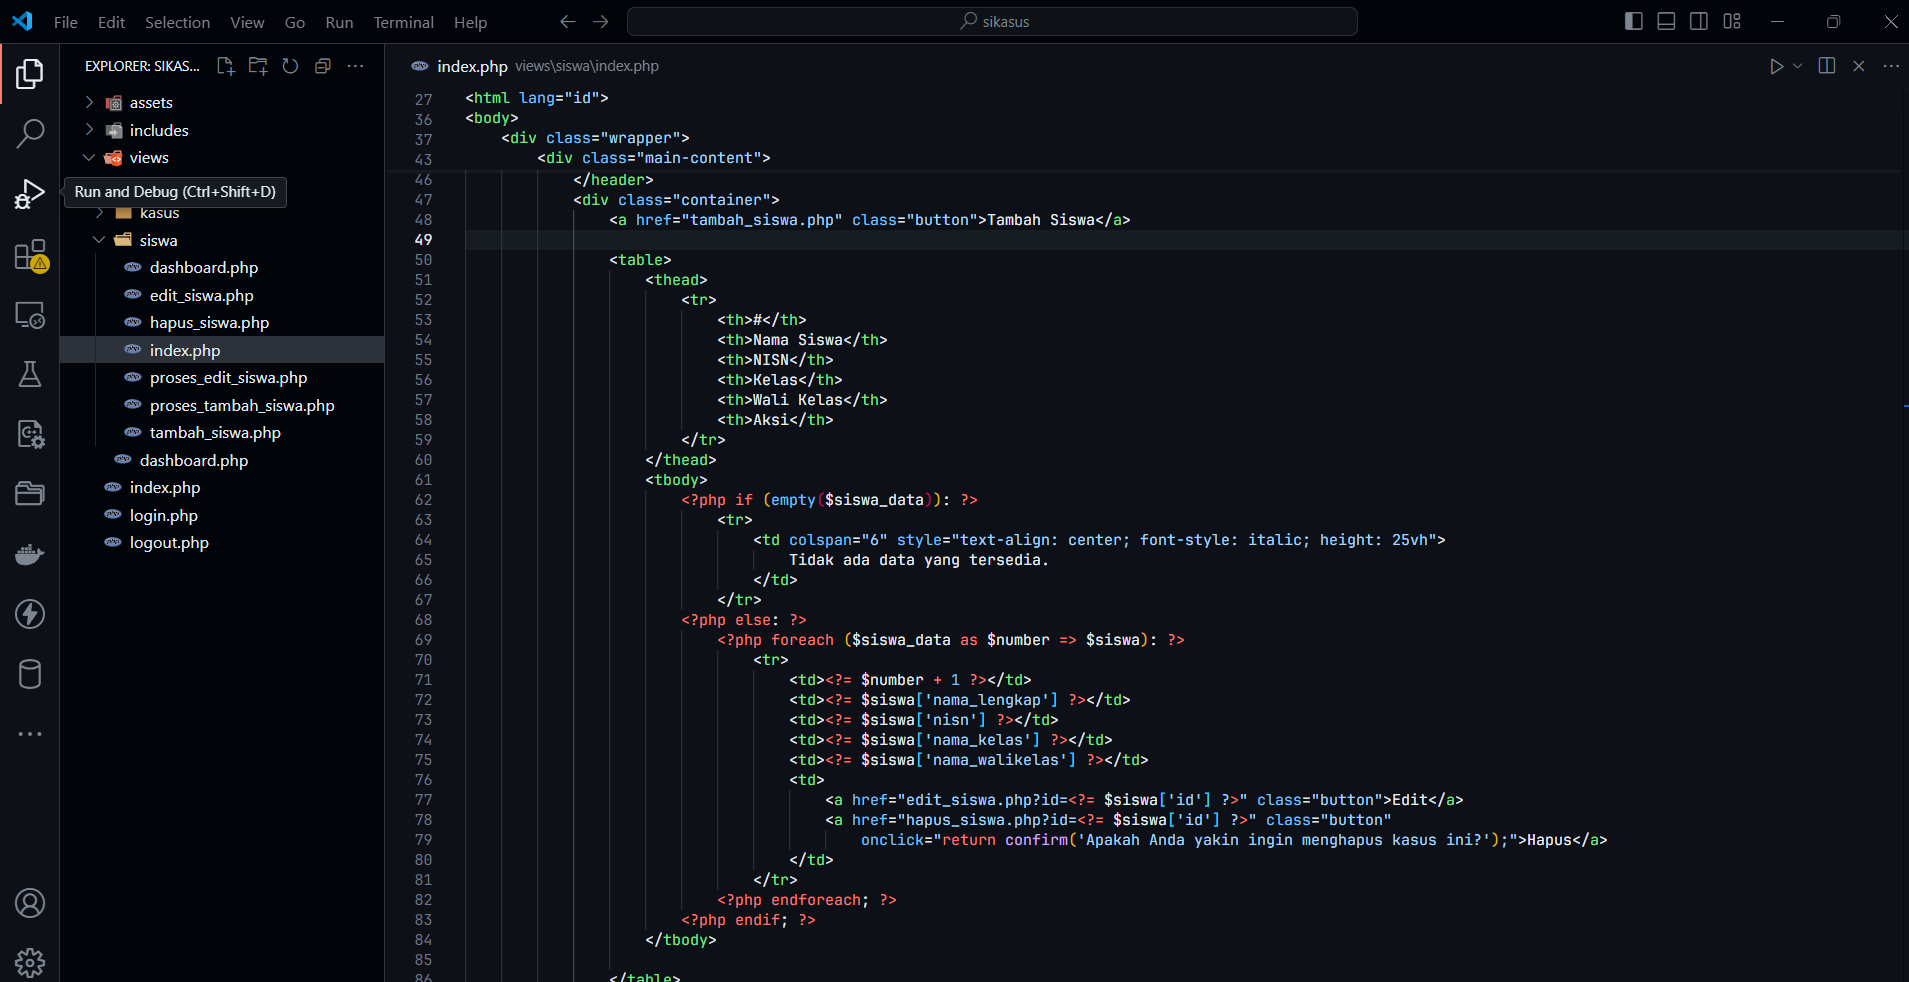 File Edit Selection View Go Run Terminal Help
sikasus
EXPLORER: SIKAS...
assets
includes
views
Run and Debug (Ctrl+Shift+D)
kasus
siswa
dashboard.php
edit_siswa.php
hapus_siswa.php
index.php
proses_edit_siswa.php
proses_tambah_siswa.php
tambah_siswa.php
dashboard.php
index.php
login.php
logout.php
index.php views\siswa\index.php
27 <html lang="id">
36 <body>
37 <div class="wrapper">
43 <div class="main-content">
46 </header>
47 <div class="container">
48 <a href="tambah_siswa.php" class="button">Tambah Siswa</a>
49
50 <table>
51 <thead>
52 <tr>
53 <th>#</th>
54 <th>Nama Siswa</th>
55 <th>NISN</th>
56 <th>Kelas</th>
57 <th>Wali Kelas</th>
58 <th>Aksi</th>
59 </tr>
60 </thead>
61 <tbody>
62 <?php if (empty($siswa_data)): ?>
63 <tr>
64 <td colspan="6" style="text-align: center; font-style: italic; height: 25vh">
65 Tidak ada data yang tersedia.
66 </td>
67 </tr>
68 <?php else: ?>
69 <?php foreach ($siswa_data as $number => $siswa): ?>
70 <tr>
71 <td><?= $number + 1 ?></td>
72 <td><?= $siswa['nama_lengkap'] ?></td>
73 <td><?= $siswa['nisn'] ?></td>
74 <td><?= $siswa['nama_kelas'] ?></td>
75 <td><?= $siswa['nama_walikelas'] ?></td>
76 <td>
77 <a href="edit_siswa.php?id=<?= $siswa['id'] ?>" class="button">Edit</a>
78 <a href="hapus_siswa.php?id=<?= $siswa['id'] ?>" class="button"
79 onclick="return confirm('Apakah Anda yakin ingin menghapus kasus ini?');">Hapus</a>
80 </td>
81 </tr>
82 <?php endforeach; ?>
83 <?php endif; ?>
84 </tbody>
85
86 </table>